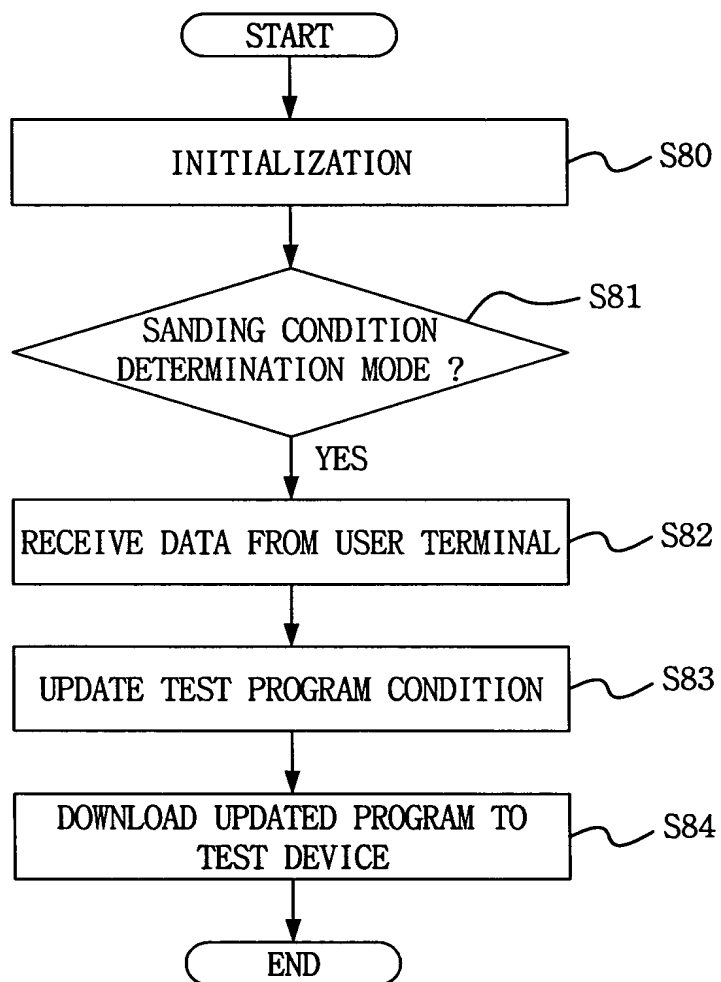 START
INITIALIZATION
S80
SANDING CONDITION
DETERMINATION MODE ?
S81
YES
RECEIVE DATA FROM USER TERMINAL
S82
UPDATE TEST PROGRAM CONDITION
S83
DOWNLOAD UPDATED PROGRAM TO
TEST DEVICE
S84
END